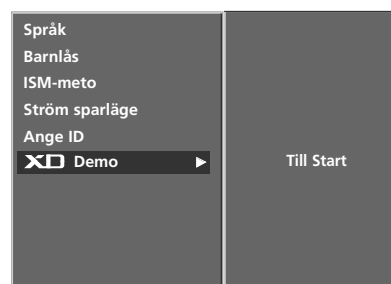 Språk
Barnlås
ISM-meto
Ström sparläge
Ange ID
XD Demo
Till Start